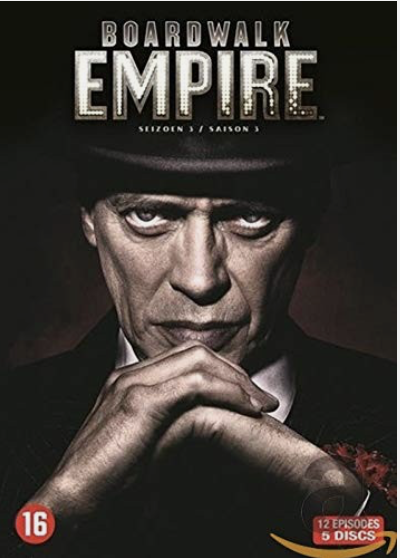 BOARDWALK
EMPIRE
SEIZOEN 3 / SAISON 3
16
12 EPISODES
5 DISCS